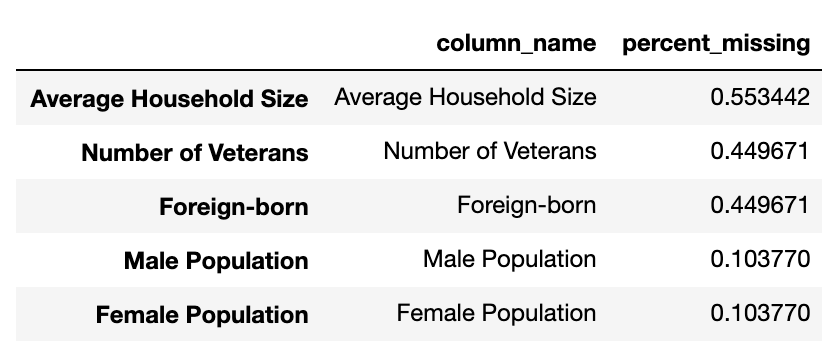 column_name percent_missing
Average Household Size Average Household Size 0.553442
Number of Veterans Number of Veterans 0.449671
Foreign-born Foreign-born 0.449671
Male Population Male Population 0.103770
Female Population Female Population 0.103770